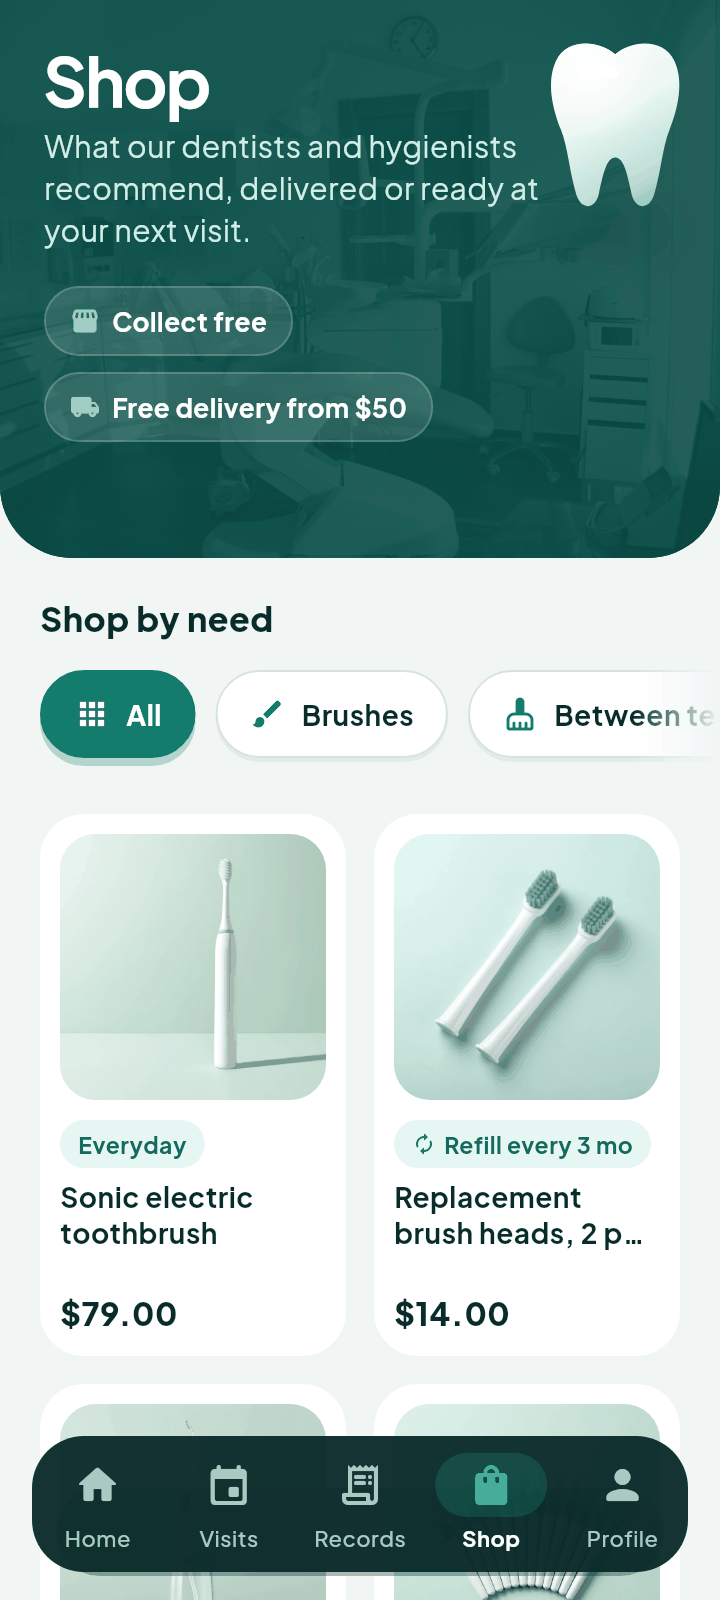 Shop
What our dentists and hygienists
recommend, delivered or ready at
your next visit.
Collect free
Free delivery from $50
Shop by need
All
Brushes
Between te
Everyday
Refill every 3 mo
Sonic electric
toothbrush
Replacement
brush heads, 2 p…
$79.00
$14.00
Home
Visits
Records
Shop
Profile